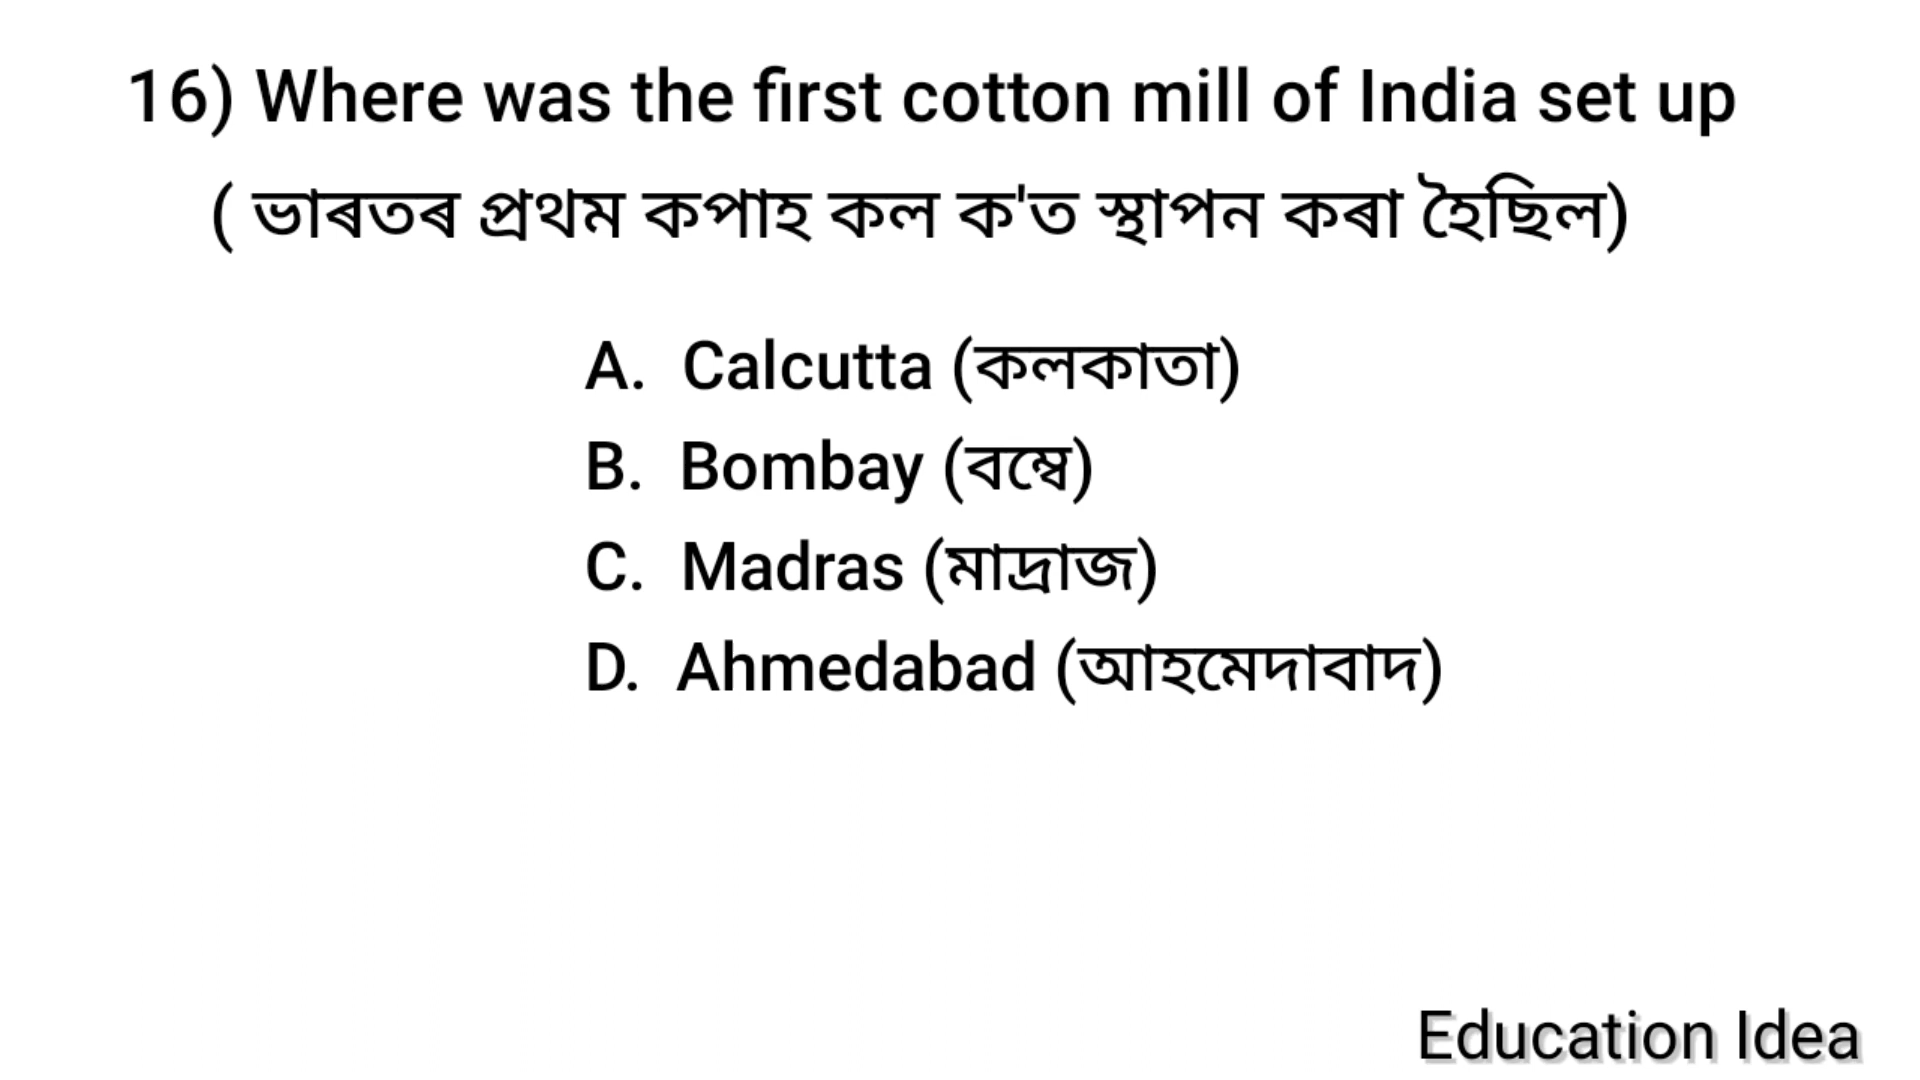 16) Where was the first cotton mill of India set up
( ভাৰতৰ প্ৰথম কপাহ কল ক'ত স্থাপন কৰা হৈছিল)
A. Calcutta (কলকাতা)
B. Bombay (বম্বে)
C. Madras (মাদ্ৰাজ)
D. Ahmedabad (আহমেদাবাদ)
Education Idea